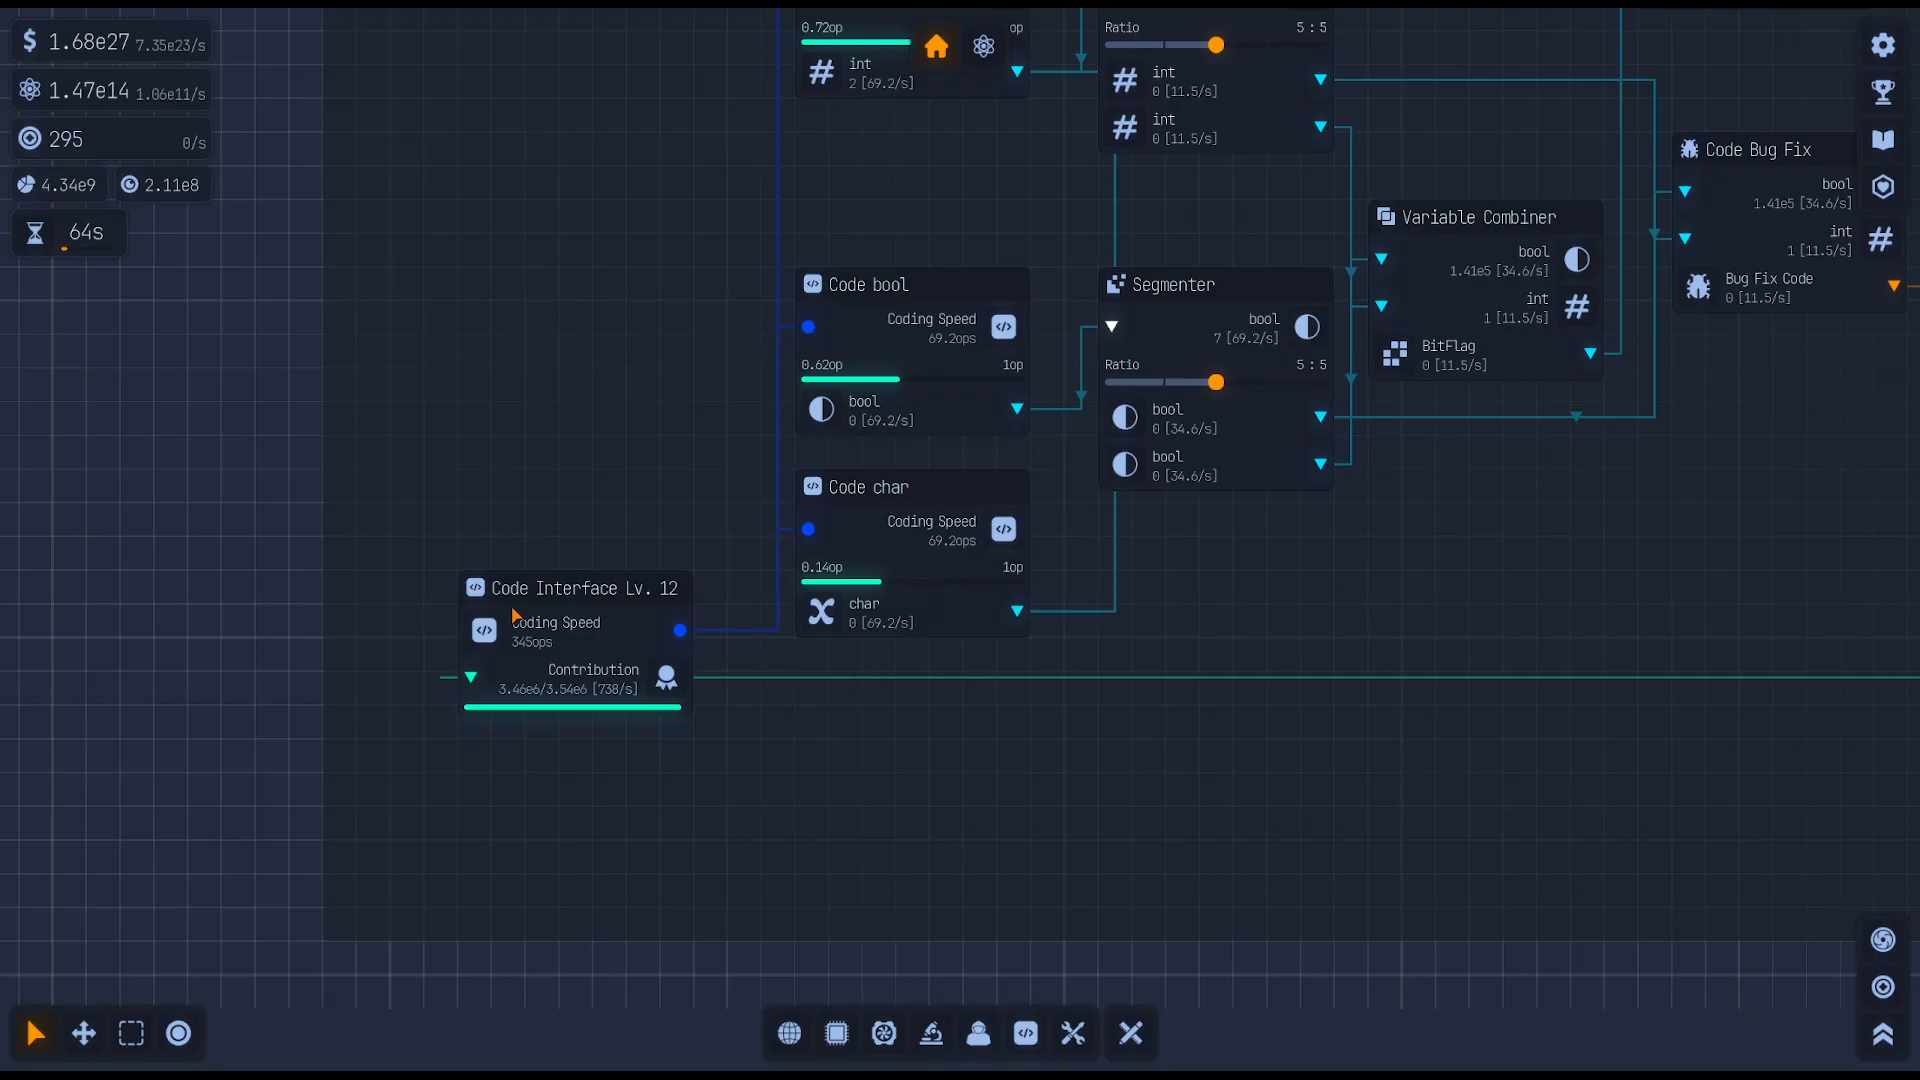 $ 1.68e27 7.35e23/s
1.47e14 1.06e11/s
295 0/s
4.34e9 2.11e8
64s
0.72op op
int
2 [69.2/s]
Ratio 5 : 5
int
0 [11.5/s]
int
0 [11.5/s]
Code bool
Coding Speed
69.2ops
0.62op 1op
bool
0 [69.2/s]
Segmenter
bool
7 [69.2/s]
Ratio 5 : 5
bool
0 [34.6/s]
bool
0 [34.6/s]
Variable Combiner
bool
1.41e5 [34.6/s]
int
1 [11.5/s]
BitFlag
0 [11.5/s]
Code Bug Fix
bool
1.41e5 [34.6/s]
int
1 [11.5/s]
Bug Fix Code
0 [11.5/s]
Code char
Coding Speed
69.2ops
0.14op 1op
char
0 [69.2/s]
Code Interface Lv. 12
Coding Speed
345ops
Contribution
3.46e6/3.54e6 [738/s]